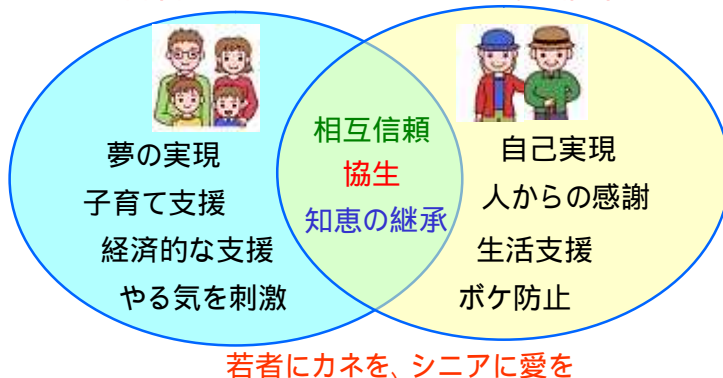 夢の実現
子育て支援
経済的な支援
やる気を刺激
相互信頼
協生
知恵の継承
自己実現
人からの感謝
生活支援
ボケ防止
若者にカネを、シニアに愛を